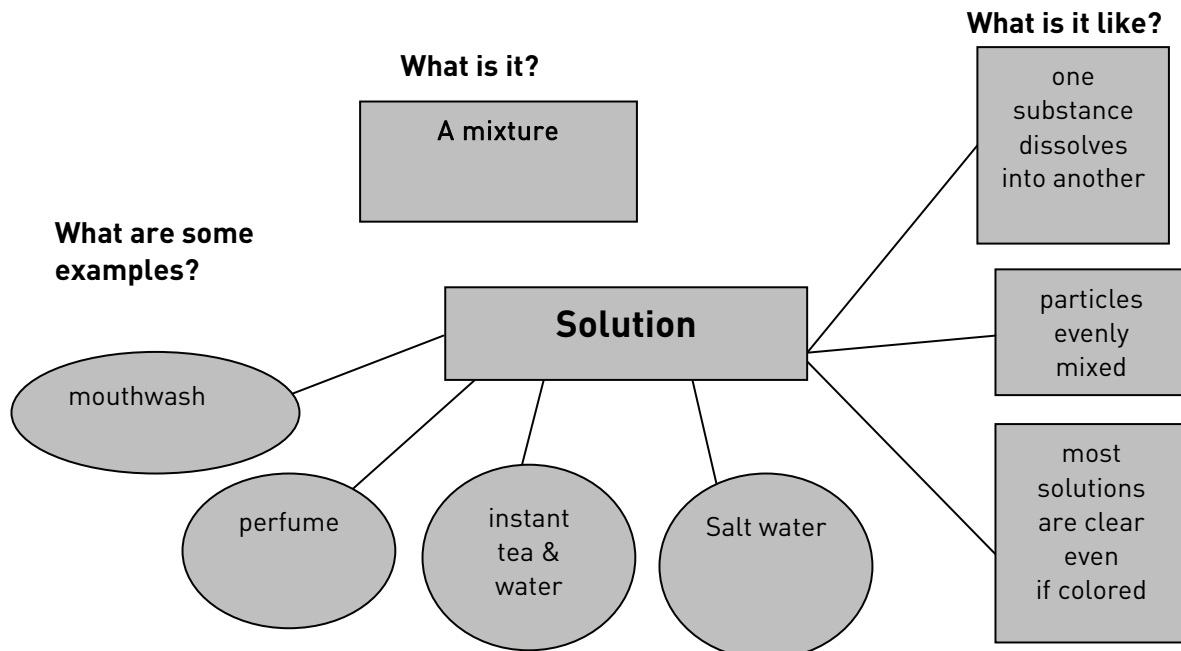 What is it like?
What is it?
one
substance
dissolves
into another
A mixture
What are some
examples?
particles
evenly
mixed
Solution
mouthwash
most
solutions
are clear
even
if colored
perfume
instant
tea &
water
Salt water